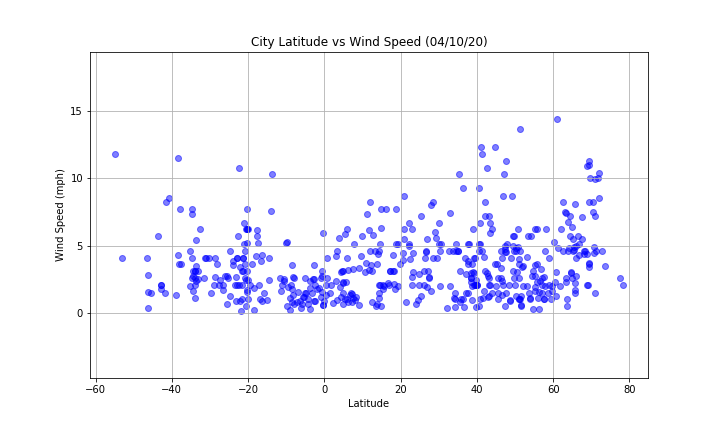 City Latitude vs Wind Speed (04/10/20)
15
10
5
0
Wind Speed (mph)
−60 −40 −20 0 20 40 60 80
Latitude